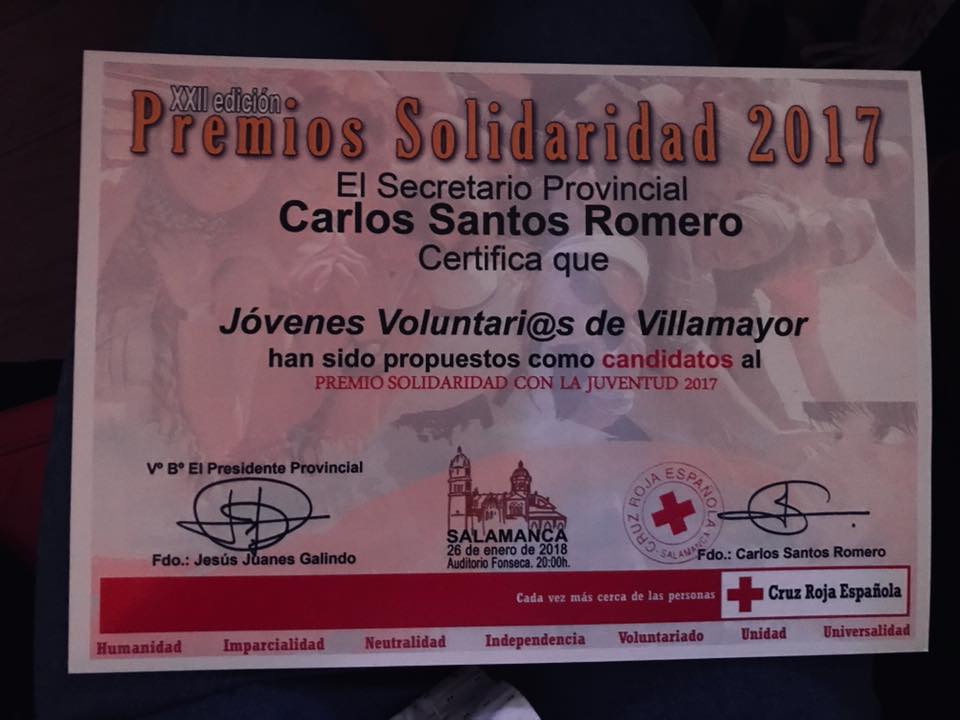 XXII edición
Premios Solidaridad 2017
El Secretario Provincial
Carlos Santos Romero
Certifica que
Jóvenes Voluntari@s de Villamayor
han sido propuestos como candidatos al
PREMIO SOLIDARIDAD CON LA JUVENTUD 2017
Vº Bº El Presidente Provincial
Fdo.: Jesús Juanes Galindo
SALAMANCA
26 de enero de 2018
Auditorio Fonseca. 20:00h.
CRUZ ROJA ESPAÑOLA
- SALAMANCA -
Fdo.: Carlos Santos Romero
Cada vez más cerca de las personas
Cruz Roja Española
Humanidad Imparcialidad Neutralidad Independencia Voluntariado Unidad Universalidad